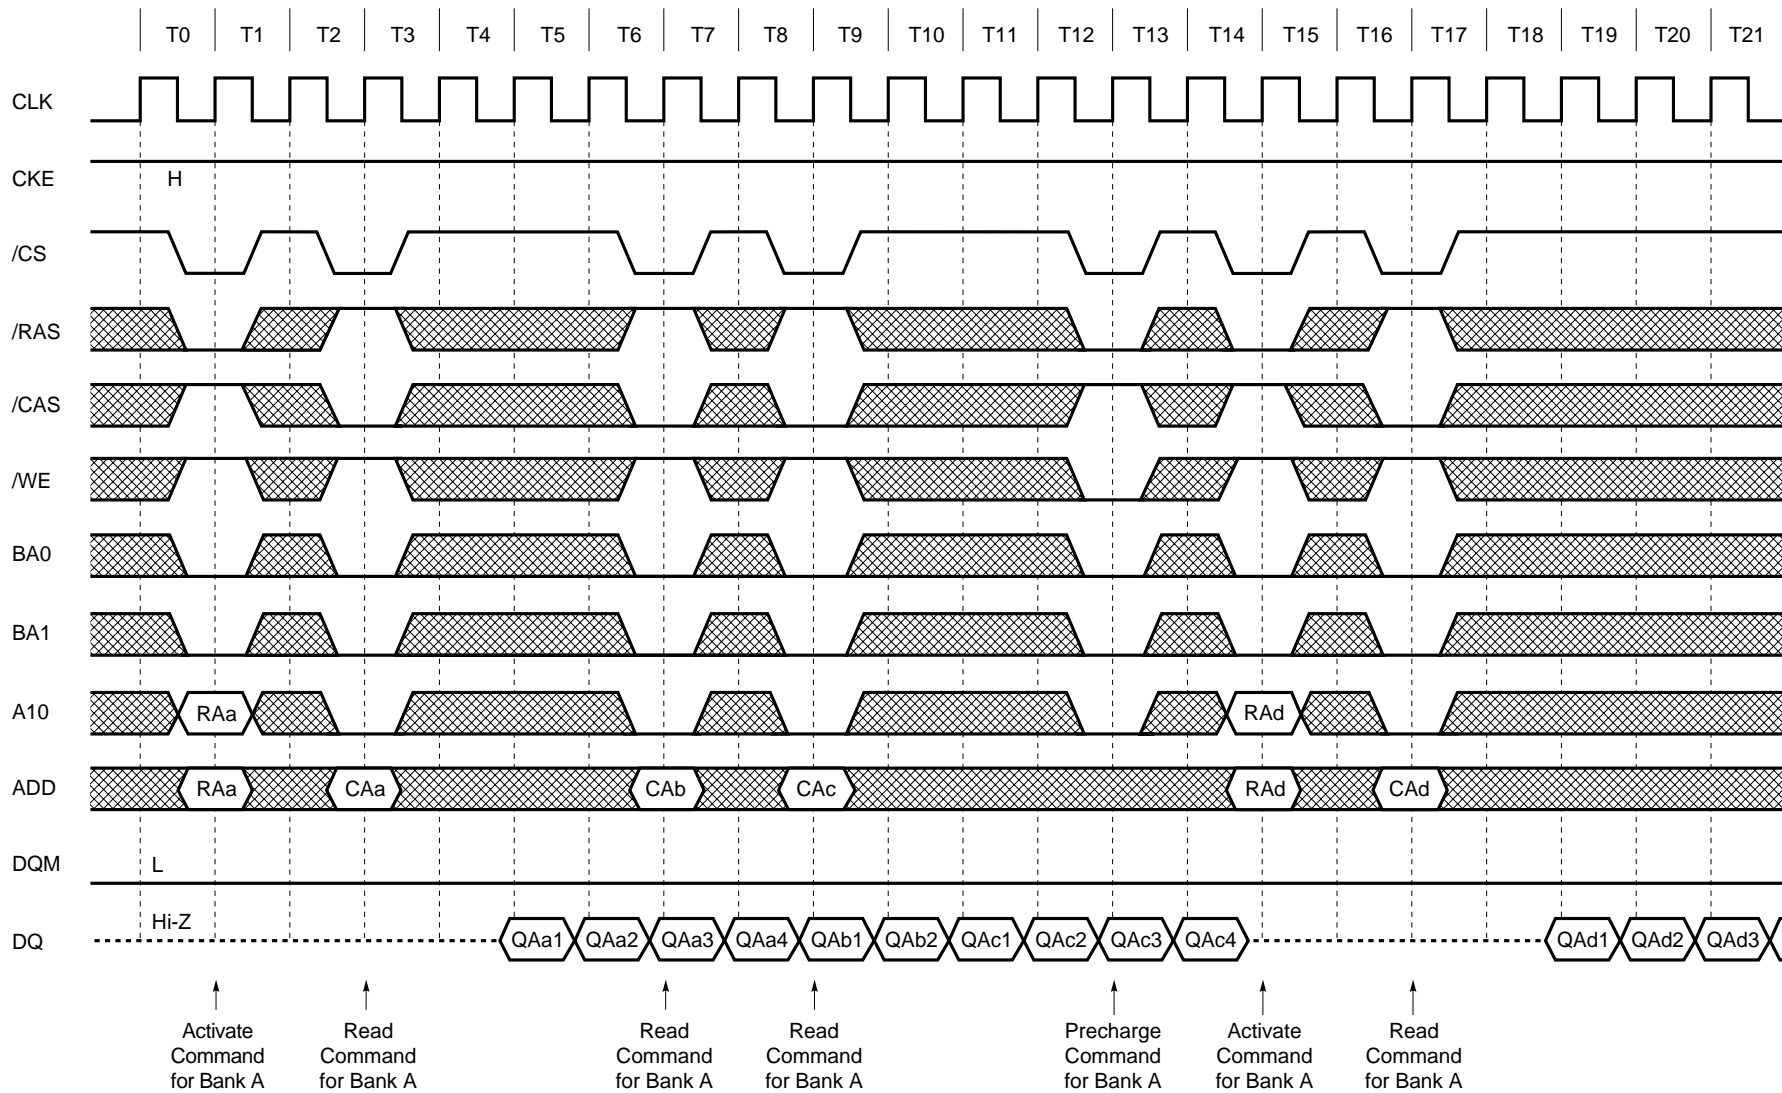 T0 T1 T2 T3 T4 T5 T6 T7 T8 T9 T10 T11 T12 T13 T14 T15 T16 T17 T18 T19 T20 T21
CLK
CKE H
/CS
/RAS
/CAS
/WE
BA0
BA1
A10 RAa RAd
ADD RAa CAa CAb CAc RAd CAd
DQM L
Hi-Z
DQ QAa1 QAa2 QAa3 QAa4 QAb1 QAb2 QAc1 QAc2 QAc3 QAc4 QAd1 QAd2 QAd3
Activate Read Read Read Precharge Activate Read
Command Command Command Command Command Command Command
for Bank A for Bank A for Bank A for Bank A for Bank A for Bank A for Bank A